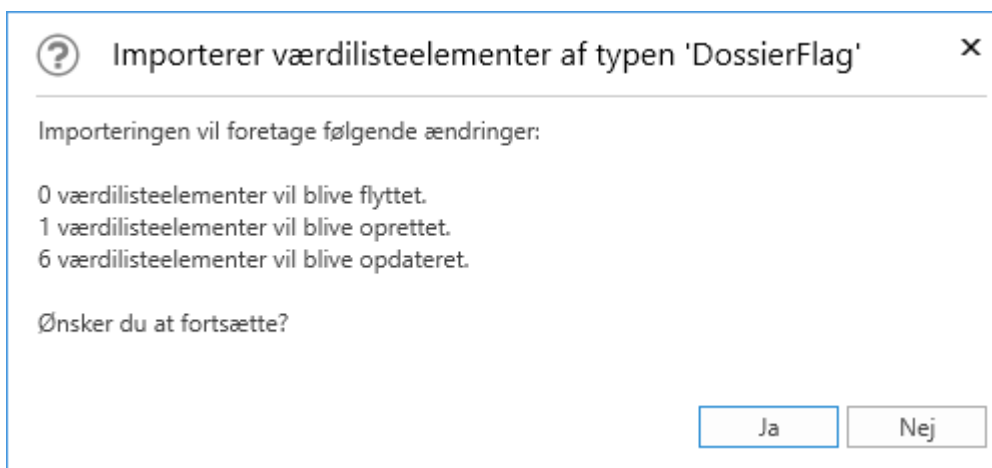 Importerer værdilisteelementer af typen 'DossierFlag'
Importeringen vil foretage følgende ændringer:
0 værdilisteelementer vil blive flyttet.
1 værdilisteelementer vil blive oprettet.
6 værdilisteelementer vil blive opdateret.
Ønsker du at fortsætte?
Ja
Nej